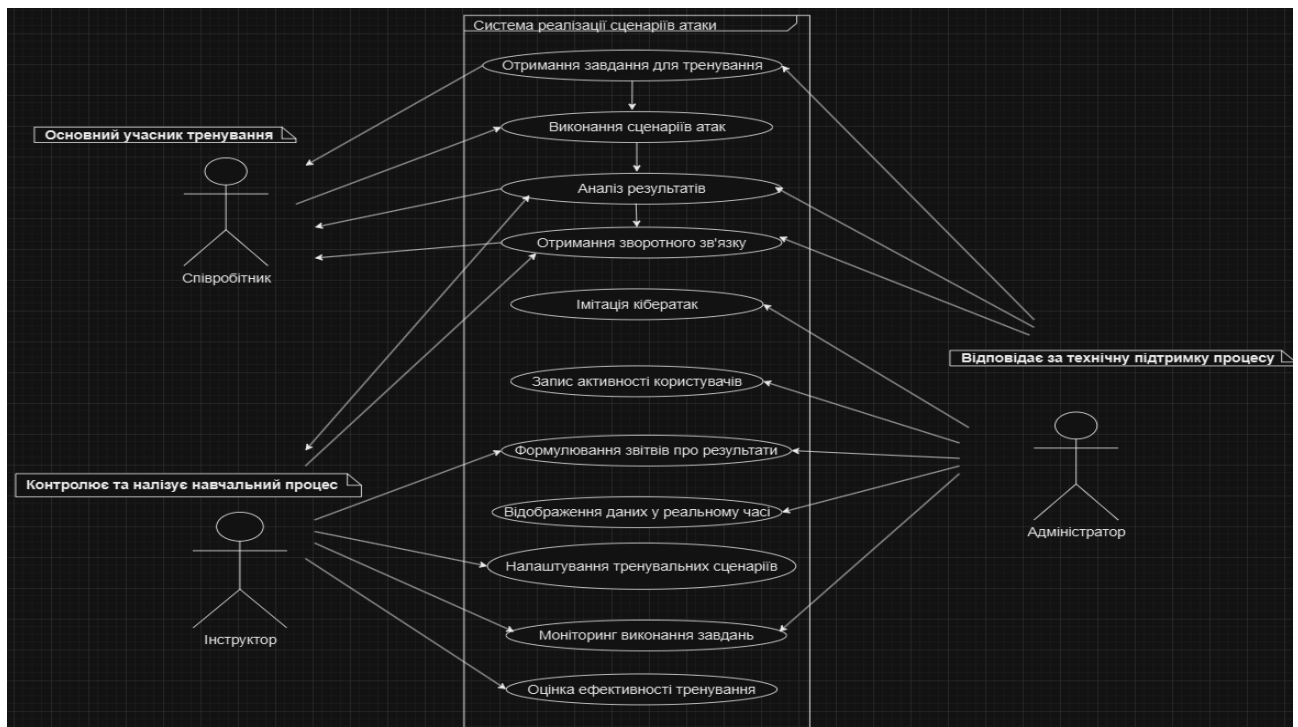 Система реалізації сценаріїв атаки
Отримання завдання для тренування
Основний учасник тренування
Виконання сценаріїв атак
Аналіз результатів
Отримання зворотного зв'язку
Співробітник
Імітація кібератак
Відповідає за технічну підтримку процесу
Запис активності користувачів
Формулювання звітвів про результати
Контролює та налізує навчальний процес
Відображення даних у реальному часі
Адміністратор
Налаштування тренувальних сценаріїв
Інструктор
Моніторинг виконання завдань
Оцінка ефективності тренування